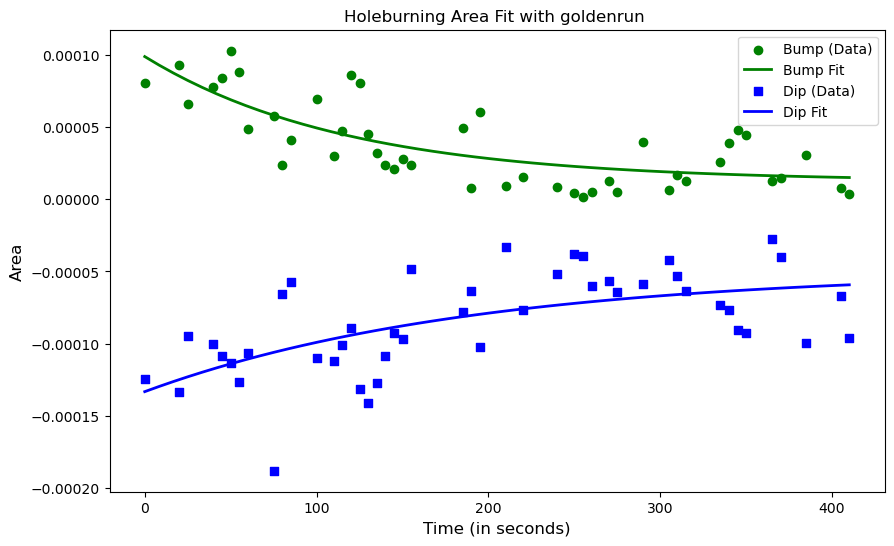 Holeburning Area Fit with goldenrun
Bump (Data)
Bump Fit
Dip (Data)
Dip Fit
0.00010
0.00005
0.00000
−0.00005
−0.00010
−0.00015
−0.00020
Area
0 100 200 300 400
Time (in seconds)